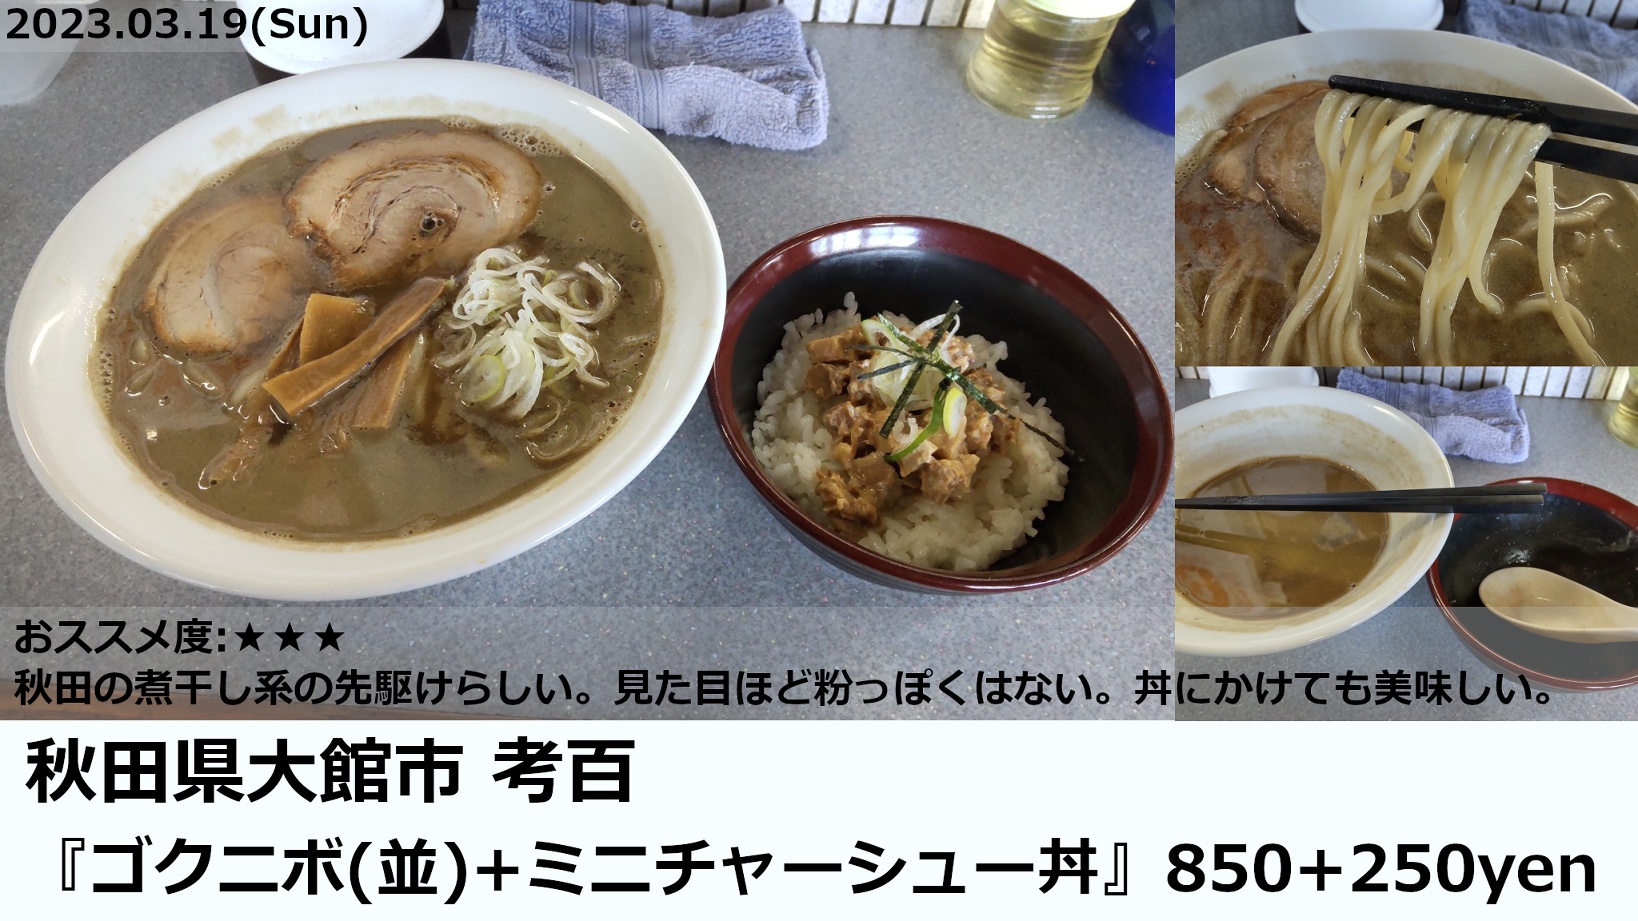 2023.03.19(Sun)
おススメ度:★★★
秋田の煮干し系の先駆けらしい。見た目ほど粉っぽくはない。丼にかけても美味しい。
秋田県大館市 考百
『ゴクニボ(並)+ミニチャーシュー丼』850+250yen